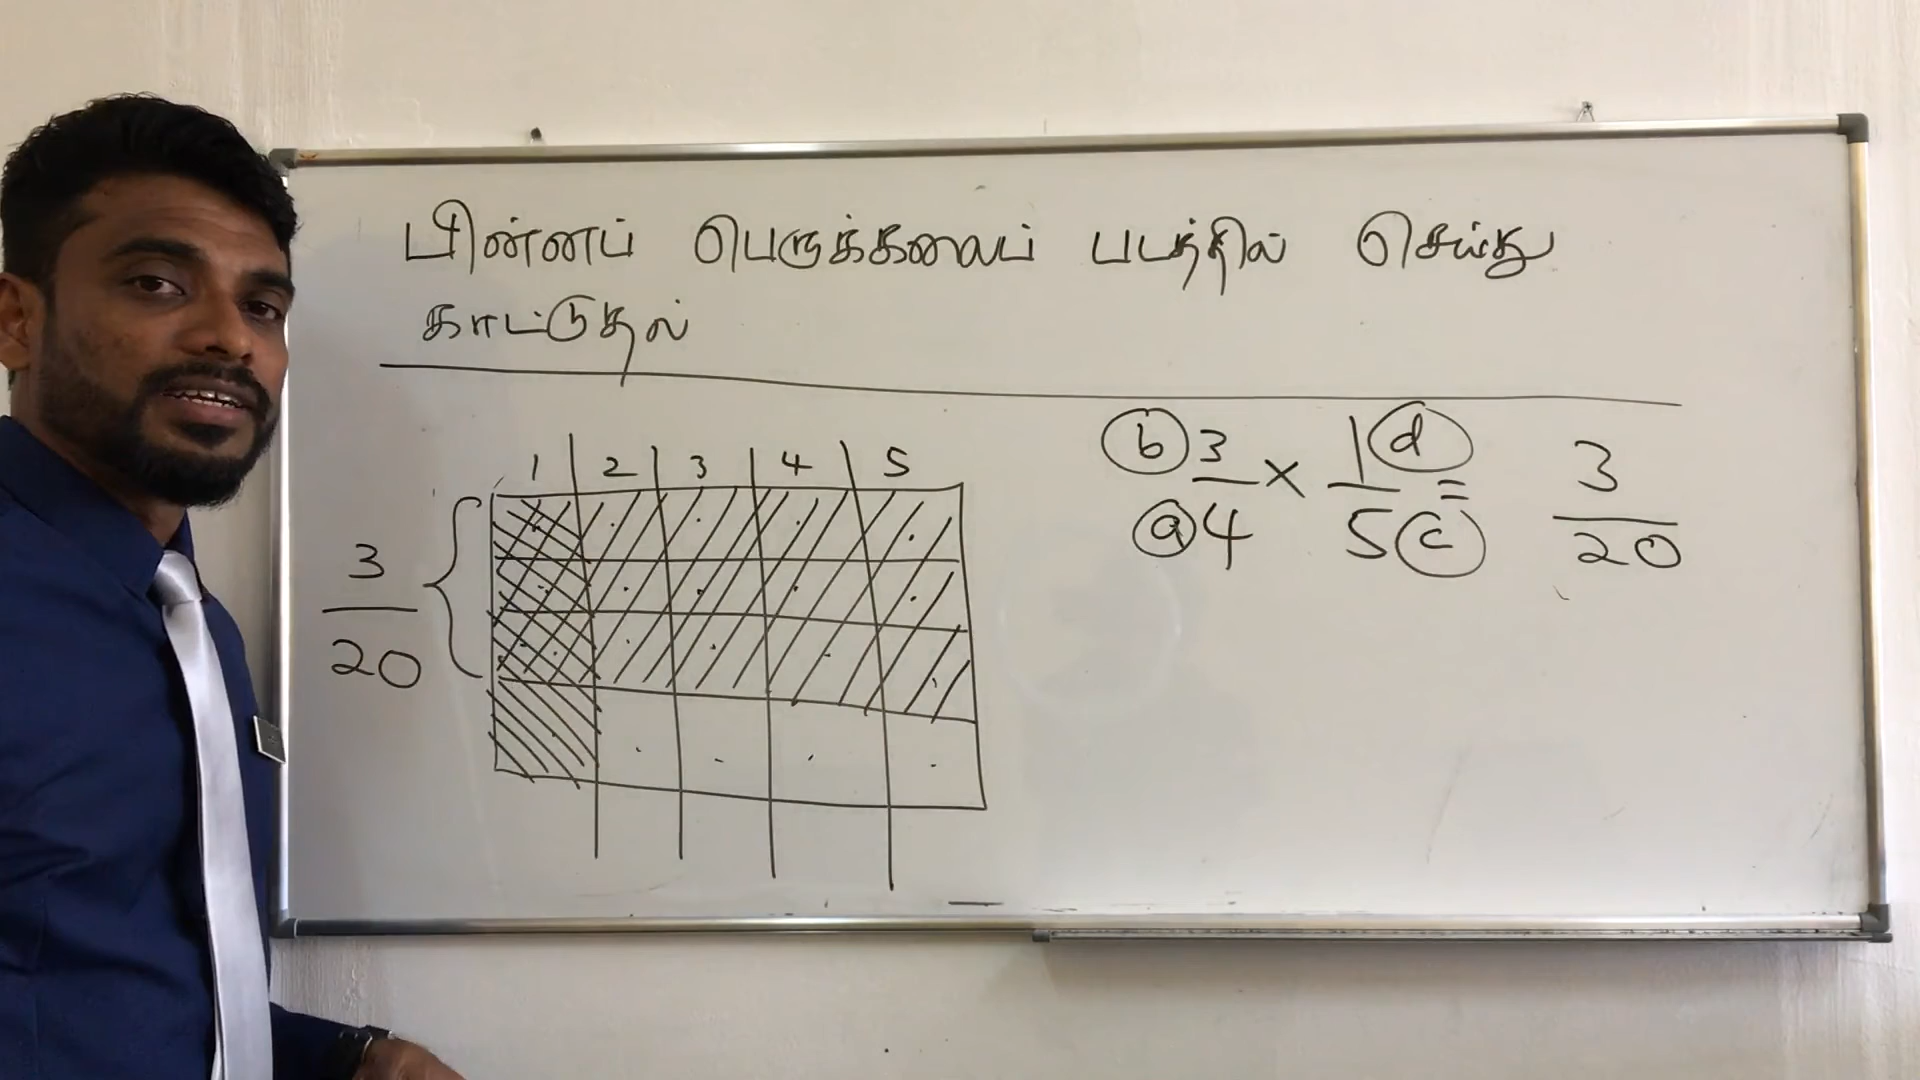 பின்னப் பெருக்கலைப் படத்தில் செய்து
காட்டுதல்
1 2 3 4 5
3
20
b 3 × 1 d = 3
a 4 5 c 20